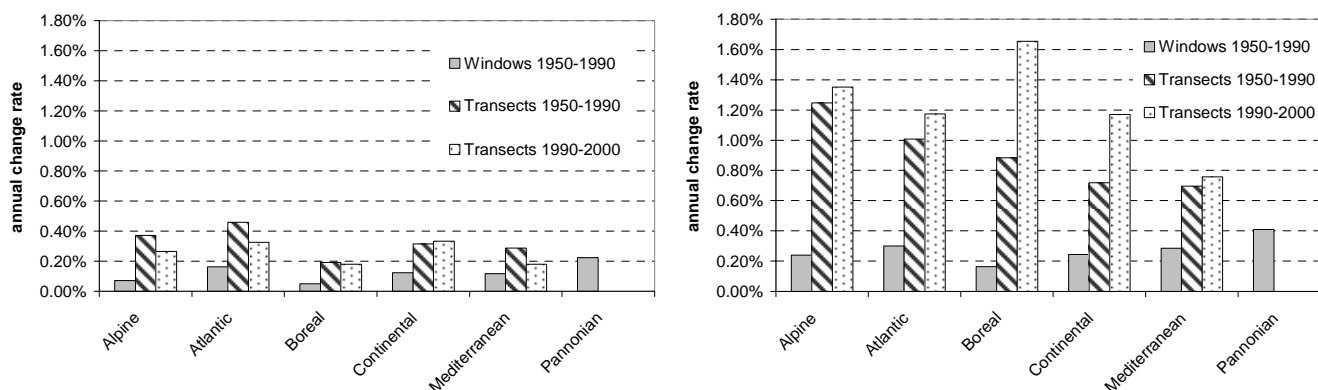 annual change rate
1.80%
1.60%
1.40%
1.20%
1.00%
0.80%
0.60%
0.40%
0.20%
0.00%
Windows 1950-1990
Transects 1950-1990
Transects 1990-2000
Alpine
Atlantic
Boreal
Continental
Mediterranean
Pannonian
annual change rate
1.80%
1.60%
1.40%
1.20%
1.00%
0.80%
0.60%
0.40%
0.20%
0.00%
Windows 1950-1990
Transects 1950-1990
Transects 1990-2000
Alpine
Atlantic
Boreal
Continental
Mediterranean
Pannonian